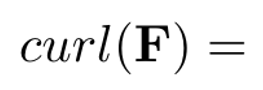 curl(F) =